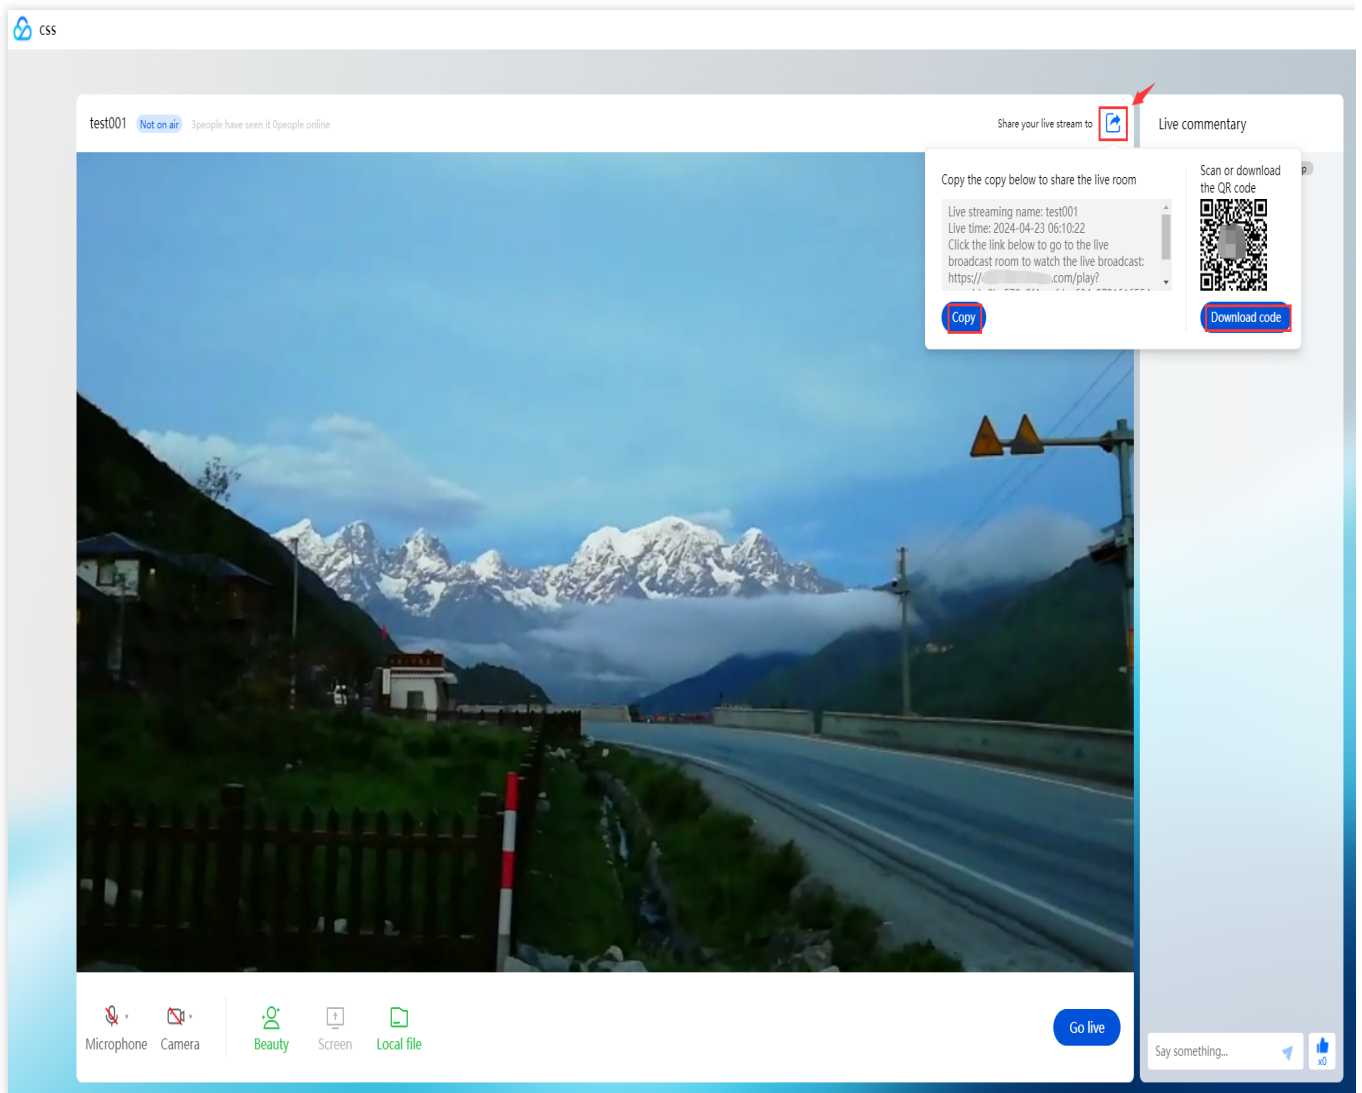 CSS
test001 Not on air 3people have seen it 0people online
Share your live stream to
Live commentary
Copy the copy below to share the live room
Live streaming name: test001
Live time: 2024-04-23 06:10:22
Click the link below to go to the live
broadcast room to watch the live broadcast:
https:// .com/play?
Copy
Scan or download
the QR code
Download code
Microphone
Camera
Beauty
Screen
Local file
Go live
Say something...
x0